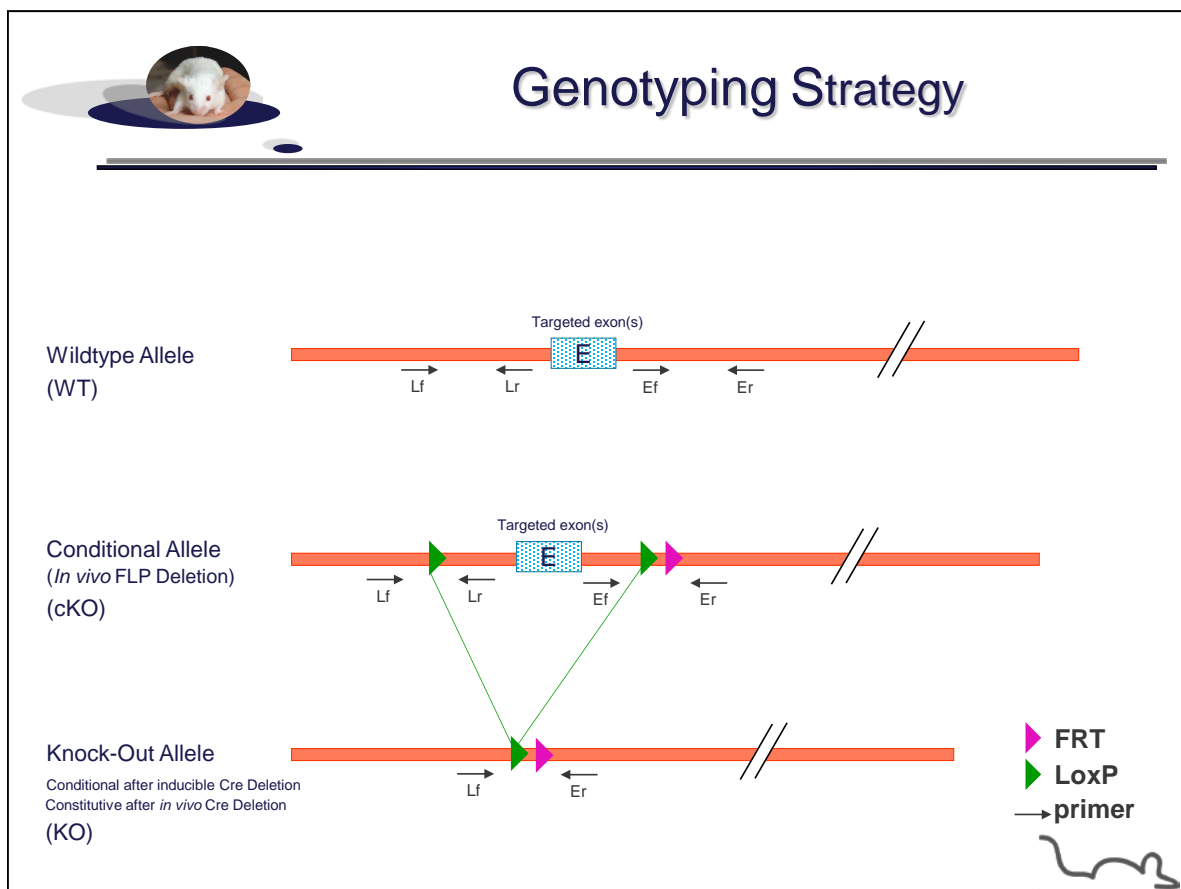 Genotyping Strategy
Targeted exon(s)
Wildtype Allele
(WT)
E
Lf
Lr
Ef
Er
Targeted exon(s)
Conditional Allele
(In vivo FLP Deletion)
(cKO)
E
Lf
Lr
Ef
Er
Knock-Out Allele
Conditional after inducible Cre Deletion
Constitutive after in vivo Cre Deletion
(KO)
Lf
Er
FRT
LoxP
primer